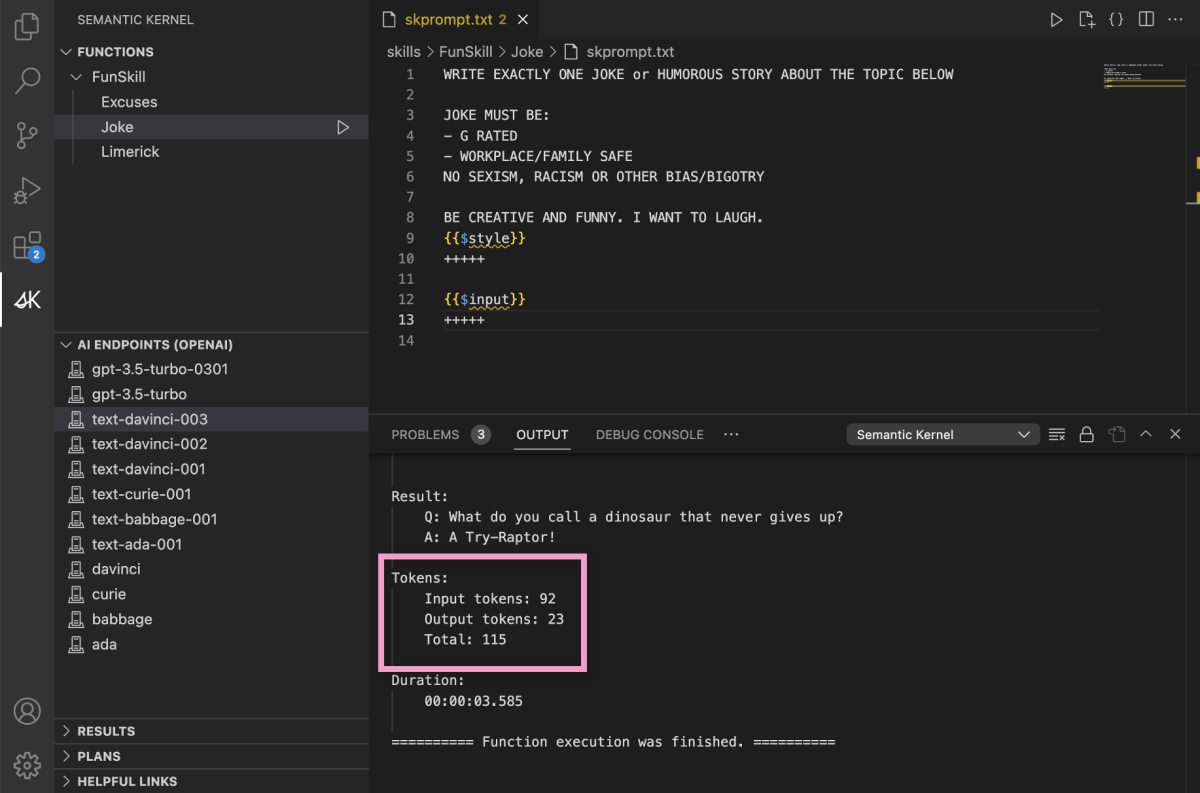 SEMANTIC KERNEL
FUNCTIONS
FunSkill
Excuses
Joke
Limerick
2
AI ENDPOINTS (OPENAI)
gpt-3.5-turbo-0301
gpt-3.5-turbo
text-davinci-003
text-davinci-002
text-davinci-001
text-curie-001
text-babbage-001
text-ada-001
davinci
curie
babbage
ada
RESULTS
PLANS
HELPFUL LINKS
skprompt.txt 2
skills > FunSkill > Joke > skprompt.txt
1 WRITE EXACTLY ONE JOKE or HUMOROUS STORY ABOUT THE TOPIC BELOW
2
3 JOKE MUST BE:
4 - G RATED
5 - WORKPLACE/FAMILY SAFE
6 NO SEXISM, RACISM OR OTHER BIAS/BIGOTRY
7
8 BE CREATIVE AND FUNNY. I WANT TO LAUGH.
9 {{$style}}
10 +++++
11
12 {{$input}}
13 +++++
14
PROBLEMS 3 OUTPUT DEBUG CONSOLE ... Semantic Kernel
Result:
Q: What do you call a dinosaur that never gives up?
A: A Try-Raptor!
Tokens:
Input tokens: 92
Output tokens: 23
Total: 115
Duration:
00:00:03.585
========== Function execution was finished. ==========